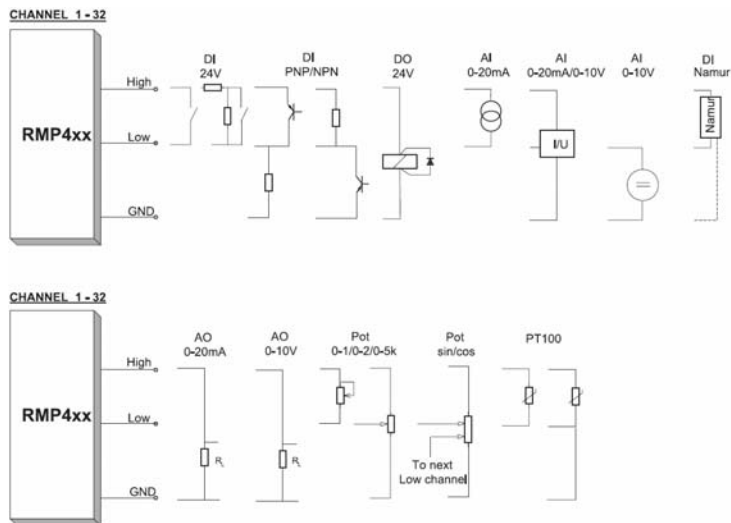 CHANNEL 1 - 32
DI
24V
DI
PNP/NPN
DO
24V
AI
0-20mA
AI
0-20mA/0-10V
AI
0-10V
DI
Namur
High
Low
GND
RMP4xx
I/U
Namur
CHANNEL 1 - 32
AO
0-20mA
AO
0-10V
Pot
0-1/0-2/0-5k
Pot
sin/cos
PT100
High
Low
GND
RMP4xx
RL
RL
To next
Low channel